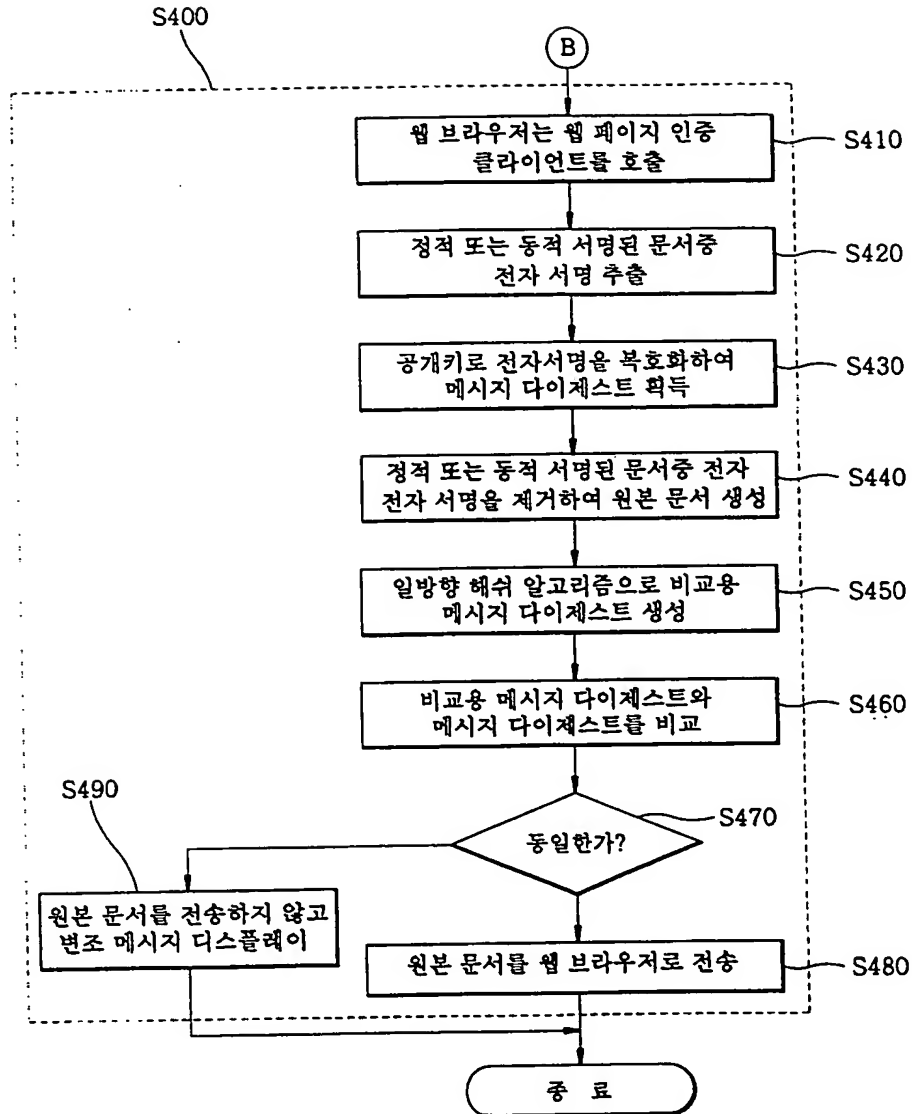 S400
B
웹 브라우저는 웹 페이지 인증
클라이언트를 호출
S410
정적 또는 동적 서명된 문서중
전자 서명 추출
S420
공개키로 전자서명을 복호화하여
메시지 다이제스트 획득
S430
정적 또는 동적 서명된 문서중 전자
전자 서명을 제거하여 원본 문서 생성
S440
일방향 해쉬 알고리즘으로 비교용
메시지 다이제스트 생성
S450
비교용 메시지 다이제스트와
메시지 다이제스트를 비교
S460
S490
동일한가?
S470
원본 문서를 전송하지 않고
변조 메시지 디스플레이
원본 문서를 웹 브라우저로 전송
S480
종 료